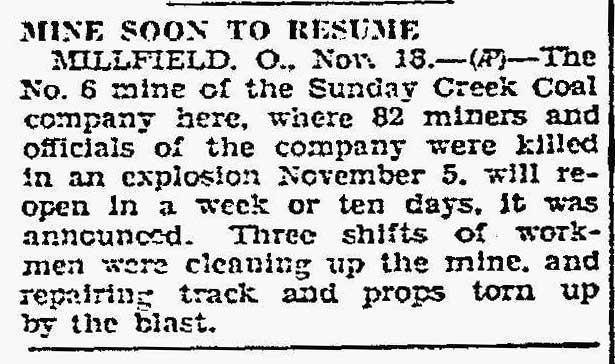 MINE SOON TO RESUME
MILLFIELD, O., Nov. 18.—(AP)—The
No. 6 mine of the Sunday Creek Coal
company here, where 82 miners and
officials of the company were killed
in an explosion November 5, will re-
open in a week or ten days, it was
announced. Three shifts of work-
men were cleaning up the mine, and
repairing track and props torn up
by the blast.